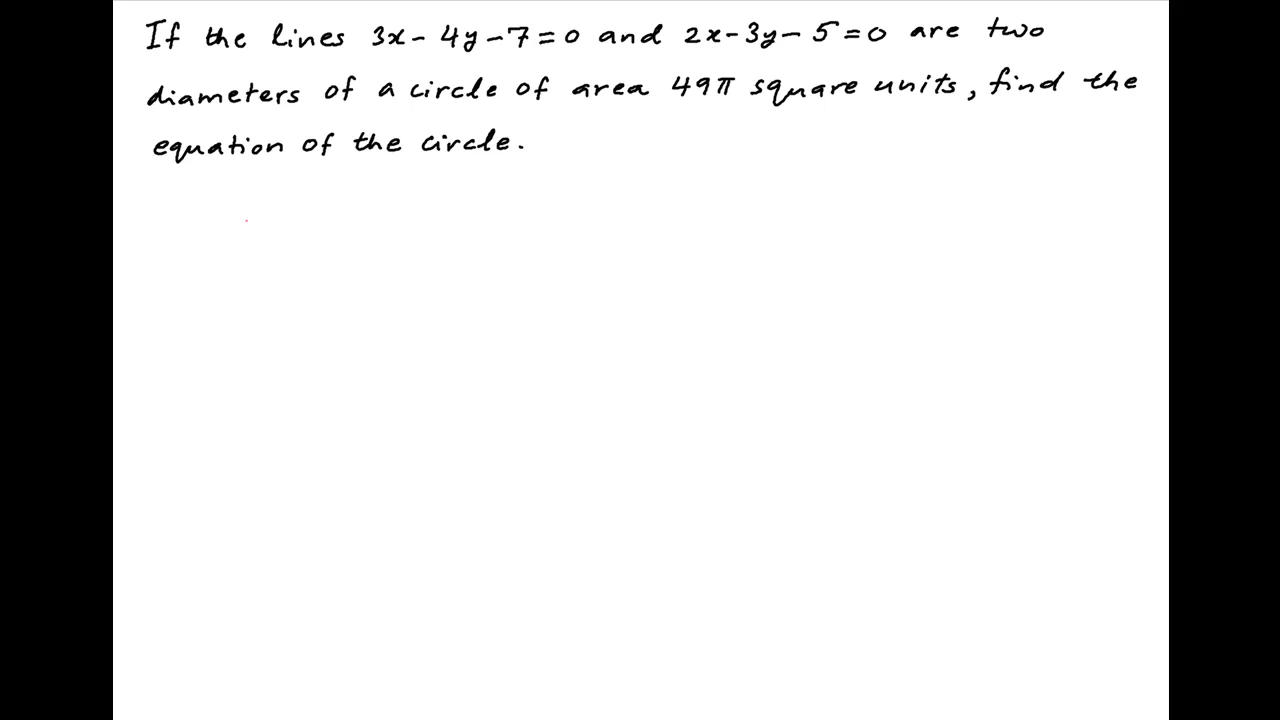 If the lines 3x - 4y - 7 = 0 and 2x - 3y - 5 = 0 are two
diameters of a circle of area 49π square units, find the
equation of the circle.